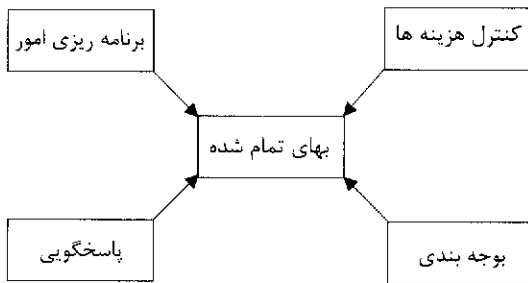 کنترل هزینه ها
برنامه ریزی امور
بهای تمام شده
بوجه بندی
پاسخگویی